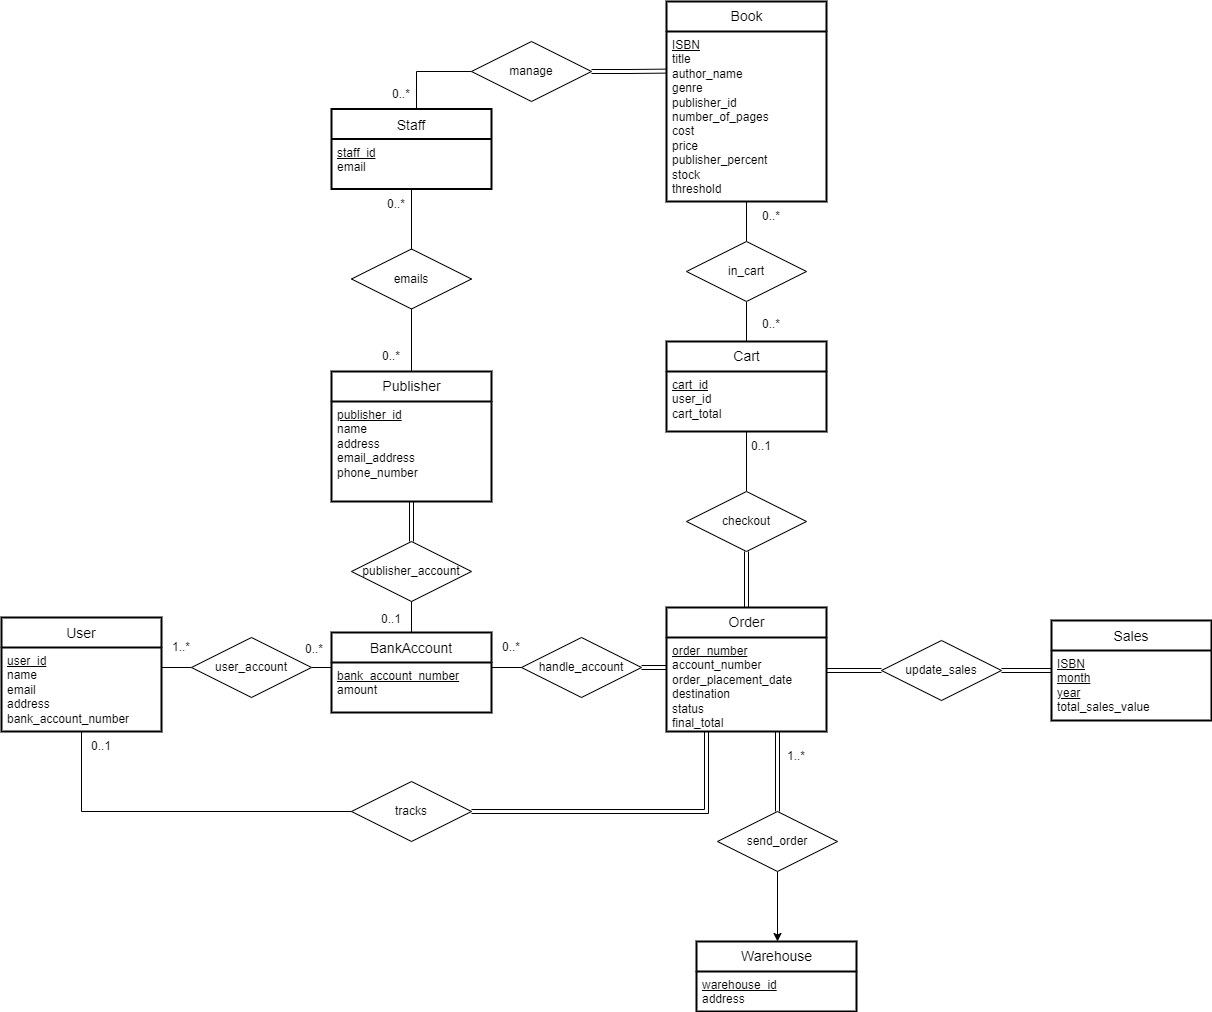 Book
ISBN
title
author_name
genre
publisher_id
number_of_pages
cost
price
publisher_percent
stock
threshold
manage
0..*
Staff
staff_id
email
0..*
emails
0..*
Publisher
publisher_id
name
address
email_address
phone_number
publisher_account
0..1
0..*
in_cart
0..*
Cart
cart_id
user_id
cart_total
0..1
checkout
User
user_id
name
email
address
bank_account_number
1..*
user_account
0..*
BankAccount
bank_account_number
amount
0..*
handle_account
Order
order_number
account_number
order_placement_date
destination
status
final_total
update_sales
Sales
ISBN
month
year
total_sales_value
0..1
tracks
1..*
send_order
Warehouse
warehouse_id
address